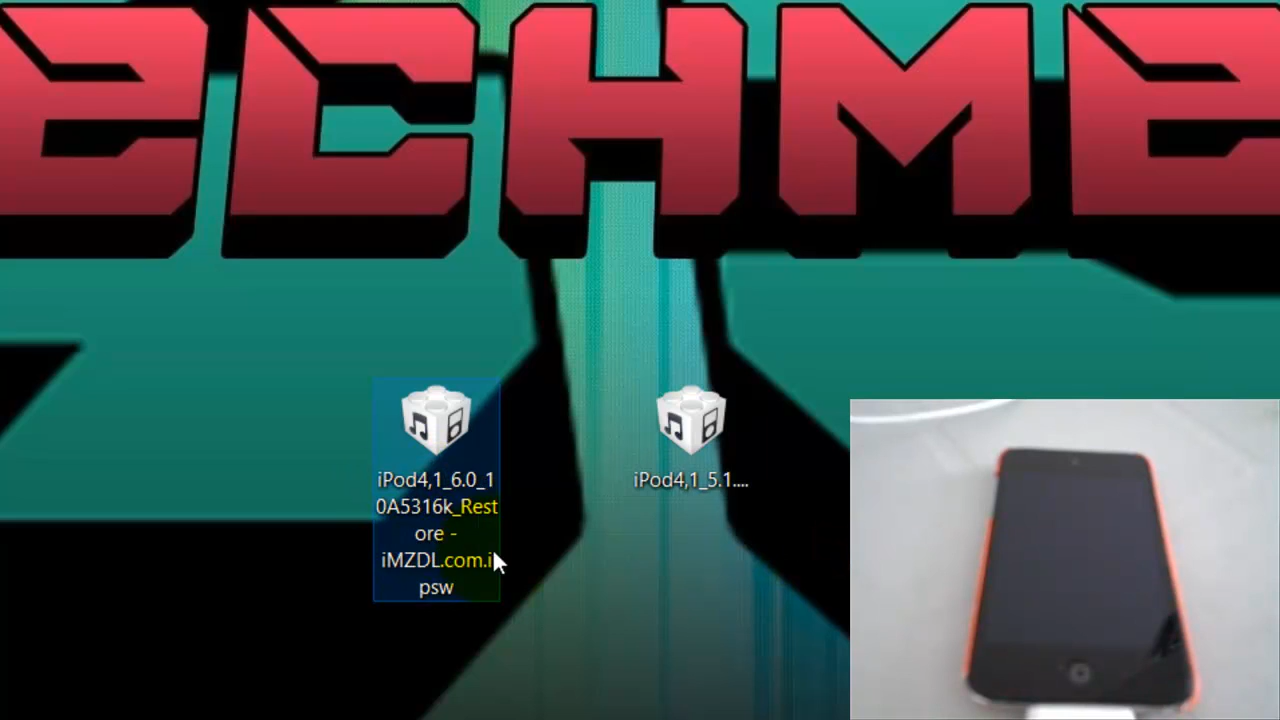 ECHME
iPod4,1_6.0_1
0A5316k_Rest
ore -
iMZDL.com.i
psw
iPod4,1_5.1....